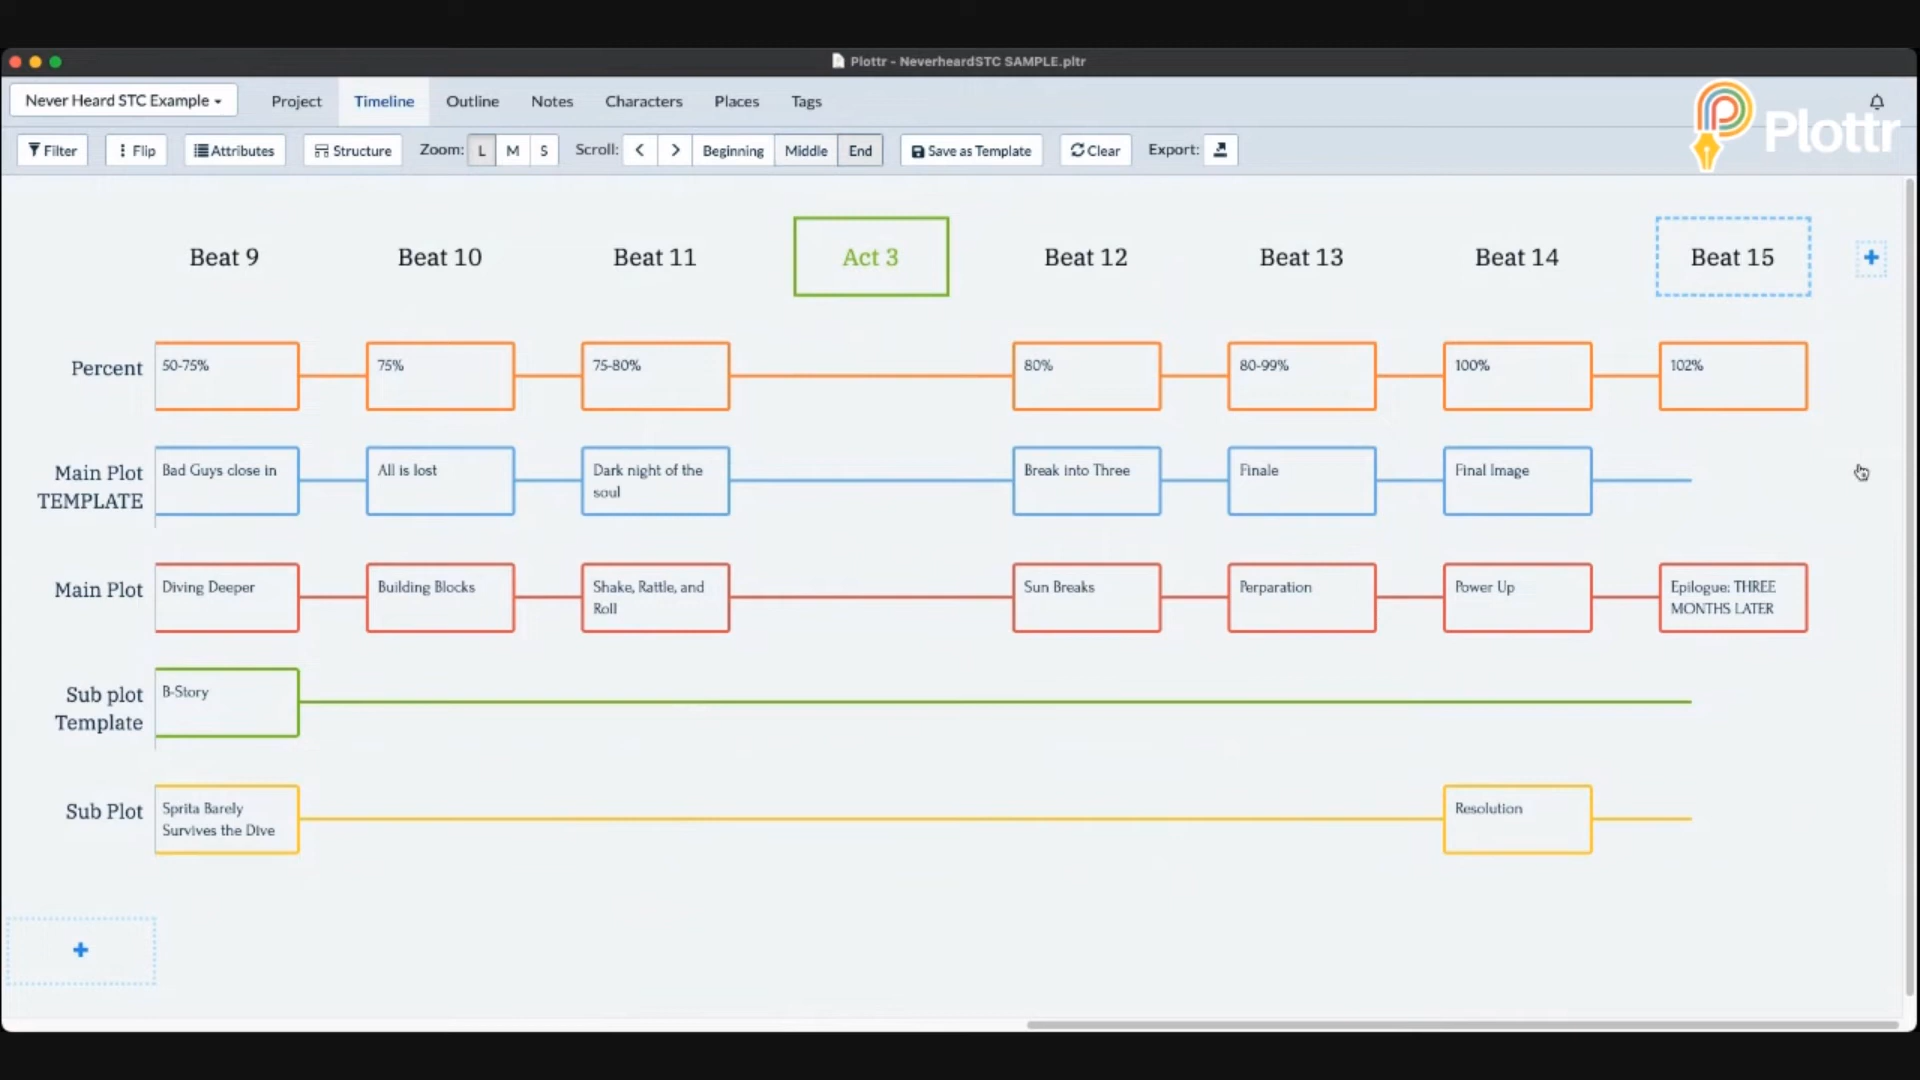 Plottr - NeverheardSTC SAMPLE.pltr
Never Heard STC Example
Project
Timeline
Outline
Notes
Characters
Places
Tags
Plottr
Filter
Flip
Attributes
Structure
Zoom:
L
M
S
Scroll:
<
>
Beginning
Middle
End
Save as Template
Clear
Export:
Beat 9
Beat 10
Beat 11
Act 3
Beat 12
Beat 13
Beat 14
Beat 15
+
Percent
50-75%
75%
75-80%
80%
80-99%
100%
102%
Main Plot
TEMPLATE
Bad Guys close in
All is lost
Dark night of the
soul
Break into Three
Finale
Final Image
Main Plot
Diving Deeper
Building Blocks
Shake, Rattle, and
Roll
Sun Breaks
Perparation
Power Up
Epilogue: THREE
MONTHS LATER
Sub plot
Template
B-Story
Sub Plot
Sprita Barely
Survives the Dive
Resolution
+